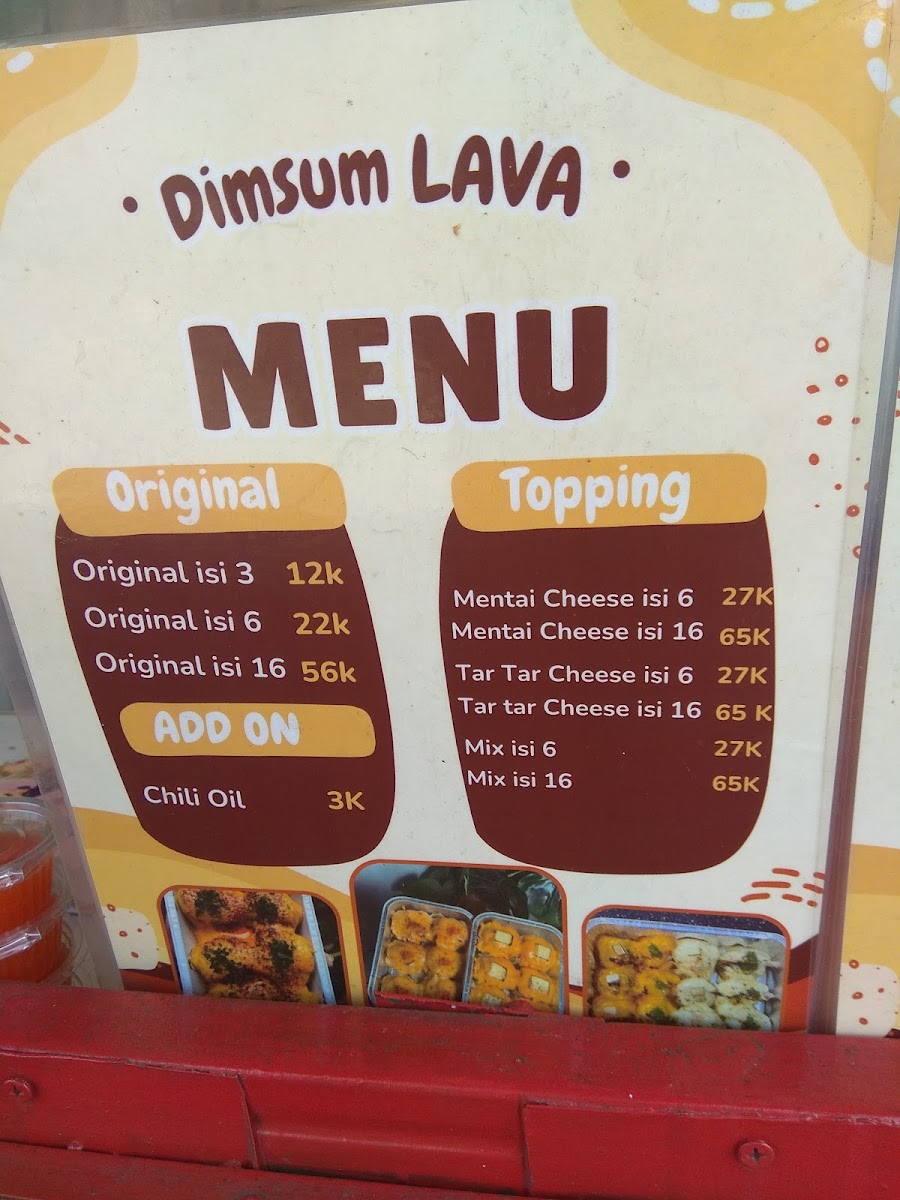 • Dimsum LAVA •
MENU
Original
Original isi 3 12k
Original isi 6 22k
Original isi 16 56k
ADD ON
Chili Oil 3K
Topping
Mentai Cheese isi 6 27K
Mentai Cheese isi 16 65K
Tar Tar Cheese isi 6 27K
Tar tar Cheese isi 16 65 K
Mix isi 6 27K
Mix isi 16 65K